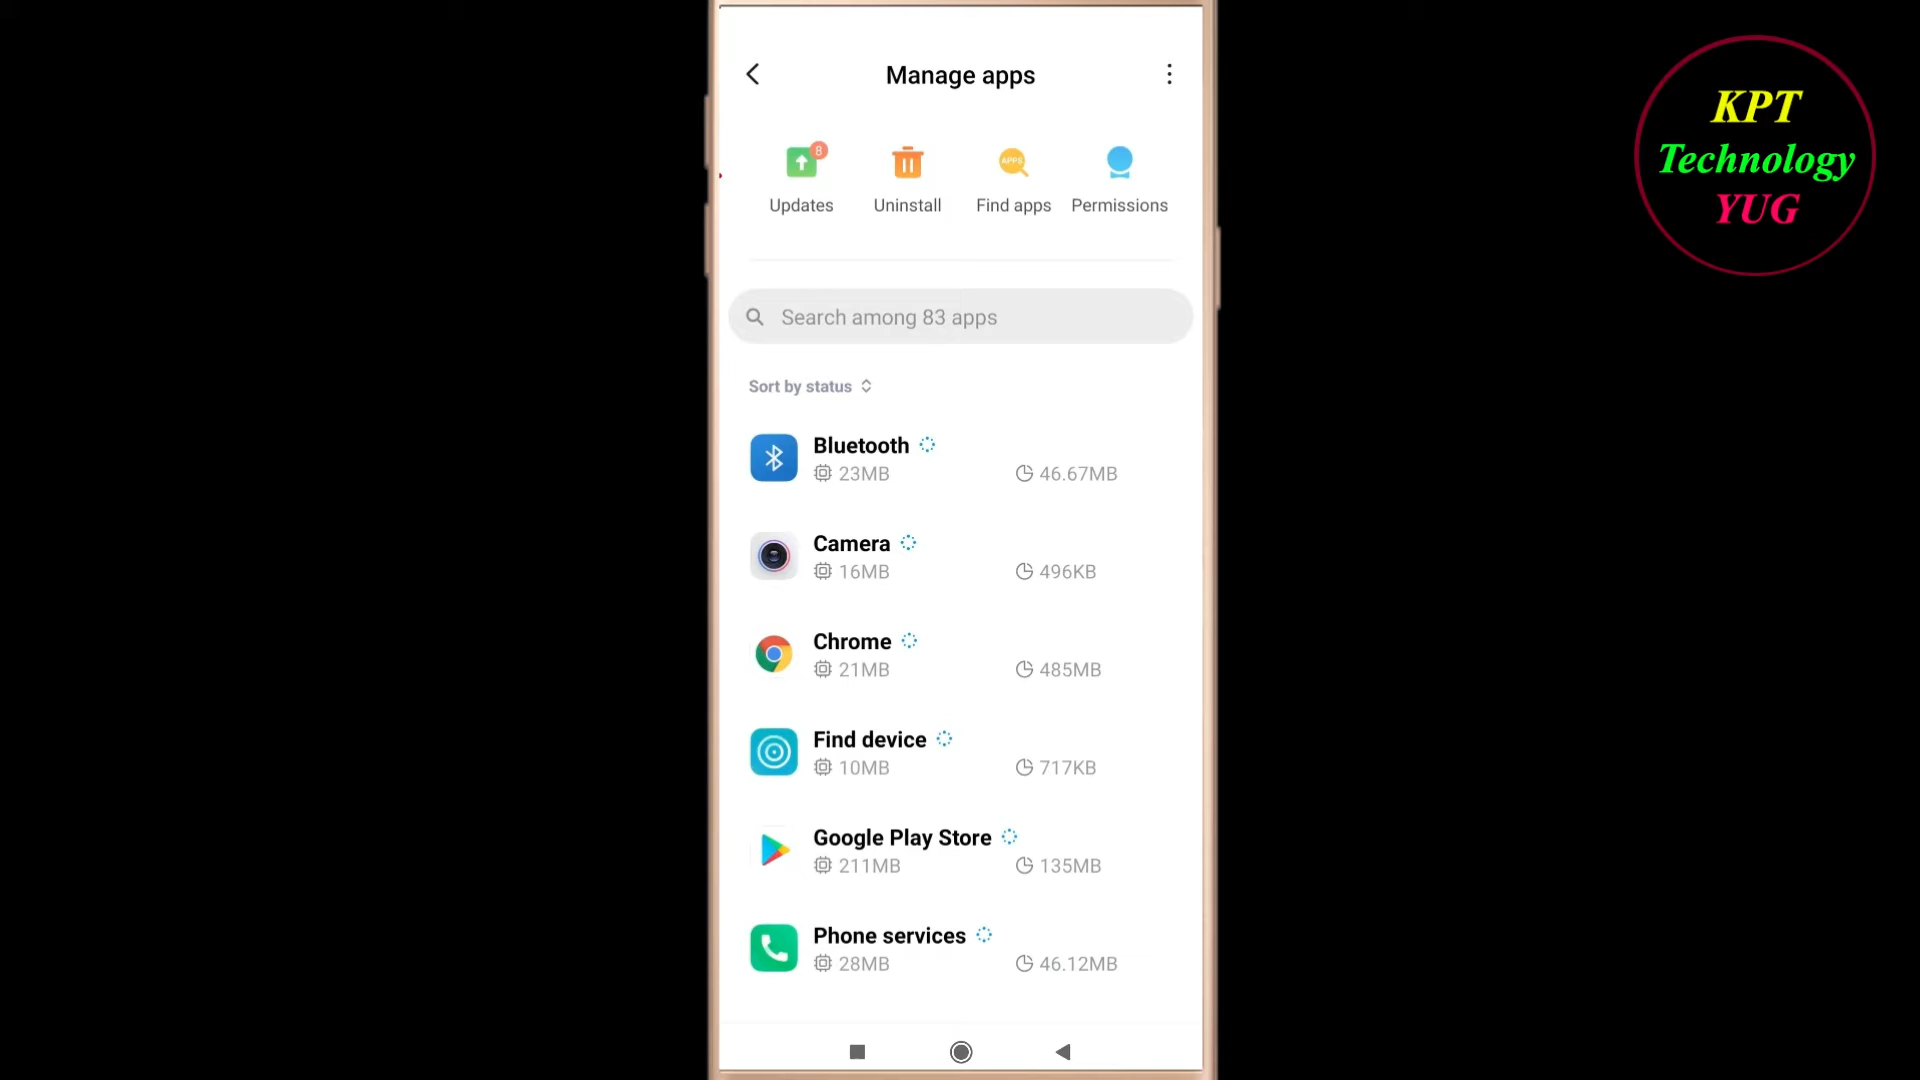 Manage apps
8
Updates
Uninstall
APPS
Find apps
Permissions
Search among 83 apps
Sort by status
Bluetooth
23MB
46.67MB
Camera
16MB
496KB
Chrome
21MB
485MB
Find device
10MB
717KB
Google Play Store
211MB
135MB
Phone services
28MB
46.12MB
KPT
Technology
YUG